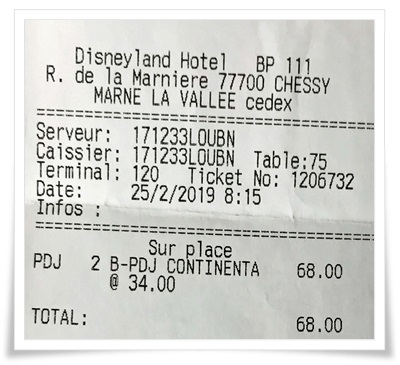 Disneyland Hotel BP 111
R. de la Marniere 77700 CHESSY
MARNE LA VALLEE cedex
================================
Serveur: 171233LOUBN
Caissier: 171233LOUBN Table:75
Terminal: 120 Ticket No: 1206732
Date: 25/2/2019 8:15
Infos :
================================
Sur place
PDJ 2 B-PDJ CONTINENTA 68.00
@ 34.00
TOTAL: 68.00